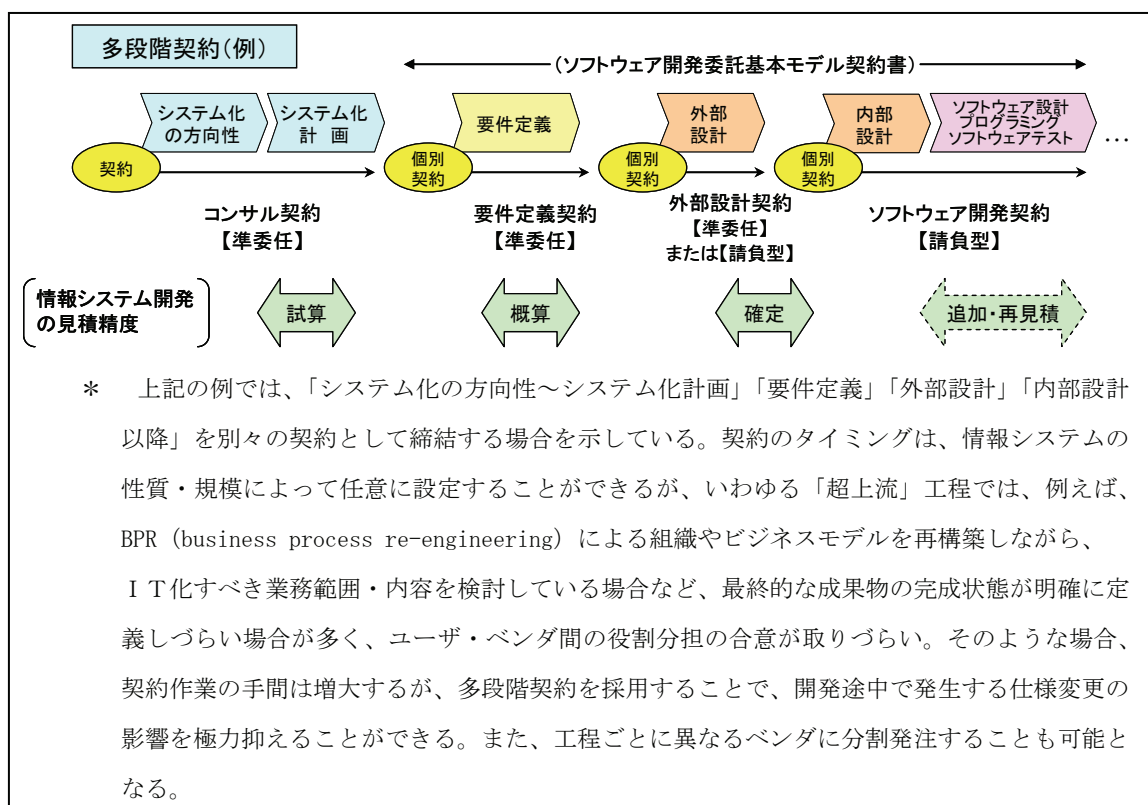 多段階契約(例)
(ソフトウェア開発委託基本モデル契約書)
システム化
の方向性
システム化
計 画
要件定義
外部
設計
内部
設計
ソフトウェア設計
プログラミング
ソフトウェアテスト
…
契約
個別
契約
個別
契約
個別
契約
コンサル契約
【準委任】
要件定義契約
【準委任】
外部設計契約
【準委任】
または【請負型】
ソフトウェア開発契約
【請負型】
情報システム開発
の見積精度
試算
概算
確定
追加・再見積
* 上記の例では、「システム化の方向性~システム化計画」「要件定義」「外部設計」「内部設計
以降」を別々の契約として締結する場合を示している。契約のタイミングは、情報システムの
性質・規模によって任意に設定することができるが、いわゆる「超上流」工程では、例えば、
BPR (business process re-engineering) による組織やビジネスモデルを再構築しながら、
IT化すべき業務範囲・内容を検討している場合など、最終的な成果物の完成状態が明確に定
義しづらい場合が多く、ユーザ・ベンダ間の役割分担の合意が取りづらい。そのような場合、
契約作業の手間は増大するが、多段階契約を採用することで、開発途中で発生する仕様変更の
影響を極力抑えることができる。また、工程ごとに異なるベンダに分割発注することも可能と
なる。